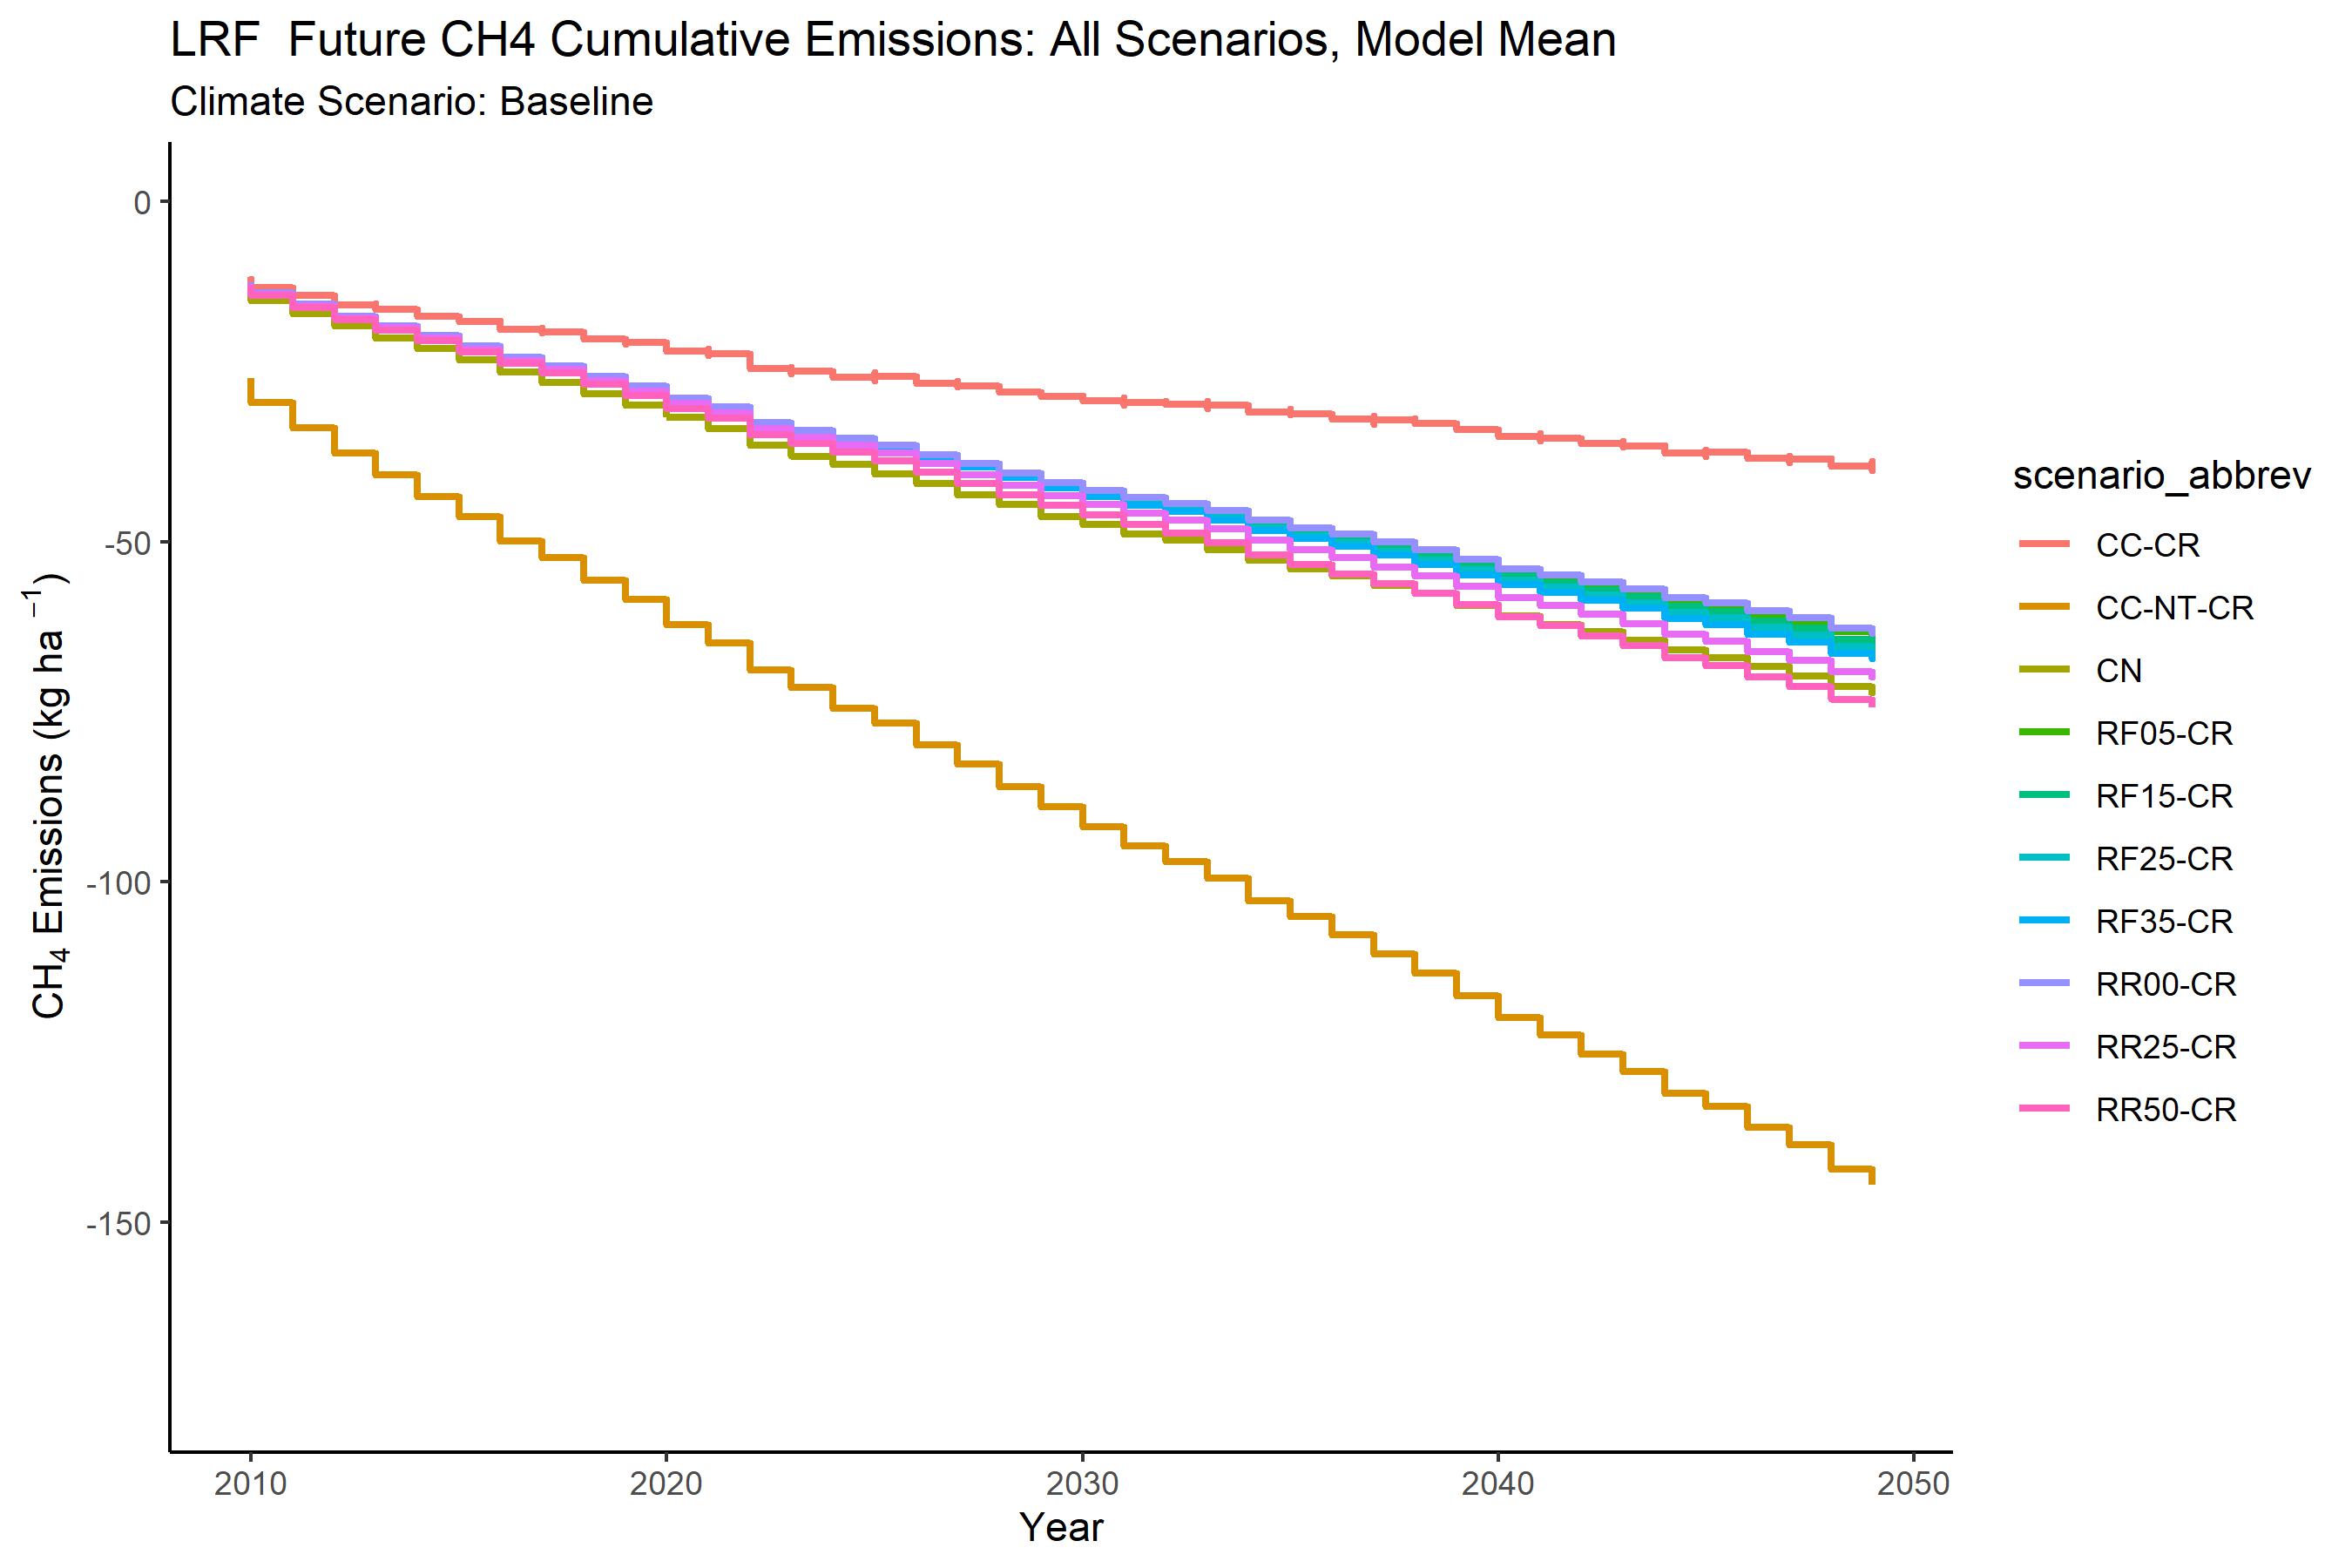 LRF  Future CH4 Cumulative Emissions: All Scenarios, Model Mean
Climate Scenario: Baseline
CH₄ Emissions (kg ha ⁻¹)
0
-50
-100
-150
2010 2020 2030 2040 2050
Year
scenario_abbrev
CC-CR
CC-NT-CR
CN
RF05-CR
RF15-CR
RF25-CR
RF35-CR
RR00-CR
RR25-CR
RR50-CR